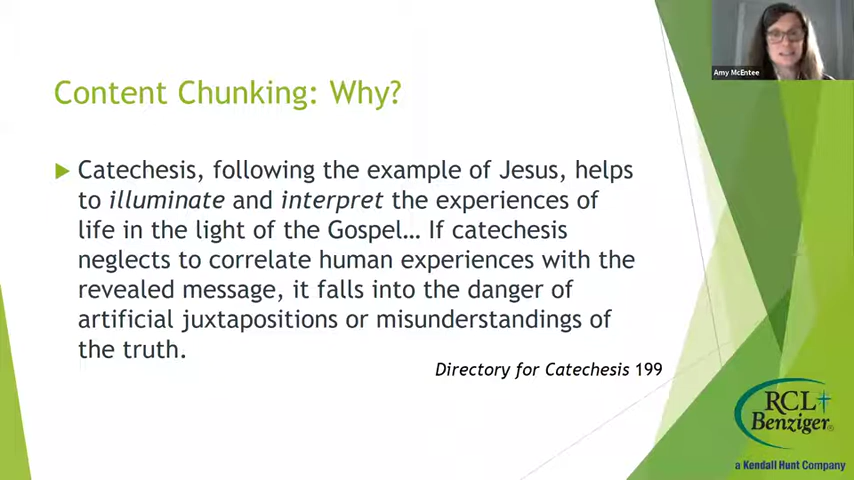 Amy McEntee
Content Chunking: Why?
Catechesis, following the example of Jesus, helps
to illuminate and interpret the experiences of
life in the light of the Gospel… If catechesis
neglects to correlate human experiences with the
revealed message, it falls into the danger of
artificial juxtapositions or misunderstandings of
the truth.
Directory for Catechesis 199
RCL
Benziger®
a Kendall Hunt Company